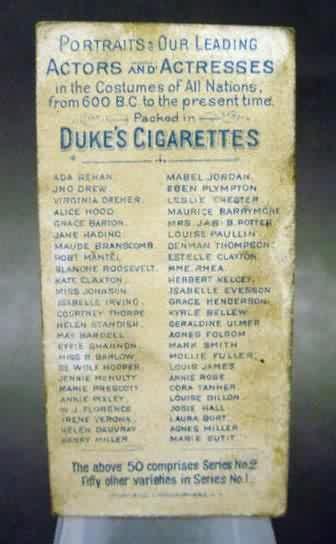 PORTRAITS OF OUR LEADING
ACTORS AND ACTRESSES
in the Costumes of All Nations,
from 600 B.C. to the present time.
Packed in
DUKE'S CIGARETTES
ADA REHAN.
JNO DREW.
VIRGINIA DREHER.
ALICE HOOD.
GRACE BARTON.
JANE HADING.
MAUDE BRANSCOMB.
ROBT MANTEL.
BLANCHE ROOSEVELT.
KATE CLAXTON.
MISS JOHNSON.
ISABELLE IRVING.
COURTNEY THORPE
HELEN STANDISH.
MAY BARDELL
EFFIE SHANNON.
MISS B. BARLOW
DE WOLF HOPPER
JENNIE McNULTY
MARIE PRESCOTT
ANNIE PIXLEY
W. J. FLORENCE
IRENE VERONA.
HELEN DAUVRAY
HENRY MILLER.
MABEL JORDAN.
EBEN PLYMPTON
LESLIE CHESTER
MAURICE BARRYMORE
MRS. JAS. B. POTTER
LOUISE PAULLIN
DENMAN THOMPSON.
ESTELLE CLAYTON.
MME. RHEA.
HERBERT KELCEY.
ISABELLE EVESSON
GRACE HENDERSON.
KYRLE BELLEW
GERALDINE ULMER
AGNES FOLSOM
MARK SMITH
MOLLIE FULLER.
LOUIS JAMES
ANNIE ROSE
CORA TANNER
LOUISE DILLON
JOSIE HALL
LAURA BURT
AGNES MILLER
MARIE
The above 50 comprises Series No. 2
Fifty other varieties in Series No. 1.